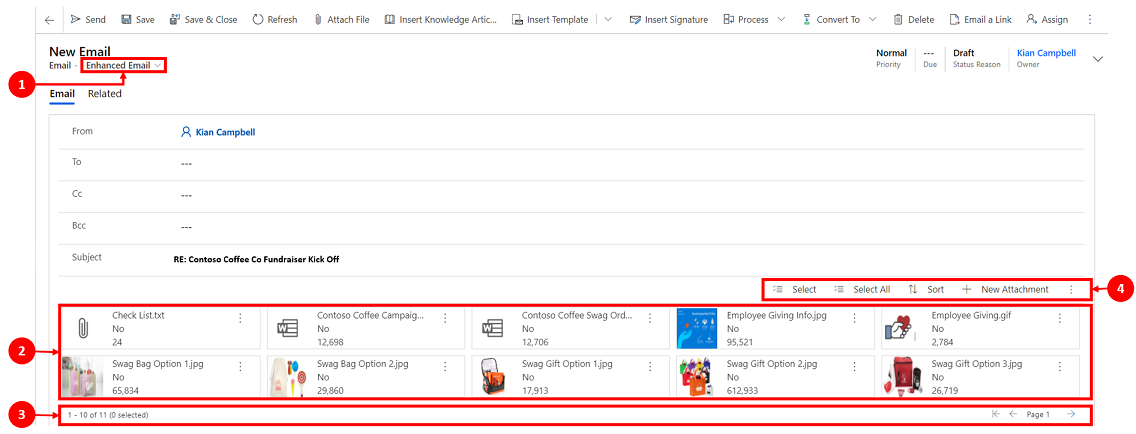 Send Save Save & Close Refresh Attach File Insert Knowledge Artic... Insert Template Insert Signature Process Convert To Delete Email a Link Assign
New Email
Email · Enhanced Email
Normal --- Draft Kian Campbell
Priority Due Status Reason Owner
1
Email Related
From Kian Campbell
To ---
Cc ---
Bcc ---
Subject RE: Contoso Coffee Co Fundraiser Kick Off
Select Select All Sort New Attachment
4
Check List.txt Contoso Coffee Campaig... Contoso Coffee Swag Ord... Employee Giving Info.jpg Employee Giving.gif
No No No No No
24 12,698 12,706 95,521 2,784
2
Swag Bag Option 1.jpg Swag Bag Option 2.jpg Swag Gift Option 1.jpg Swag Gift Option 2.jpg Swag Gift Option 3.jpg
No No No No No
65,834 29,860 17,913 612,933 26,719
3
1 - 10 of 11 (0 selected) Page 1